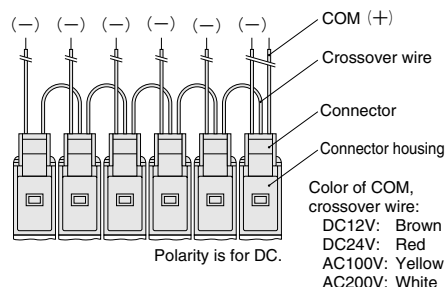 (−) (−) (−) (−) (−) (−)
COM (+)
Crossover wire
Connector
Connector housing
Polarity is for DC.
Color of COM,
crossover wire:
DC12V: Brown
DC24V: Red
AC100V: Yellow
AC200V: White